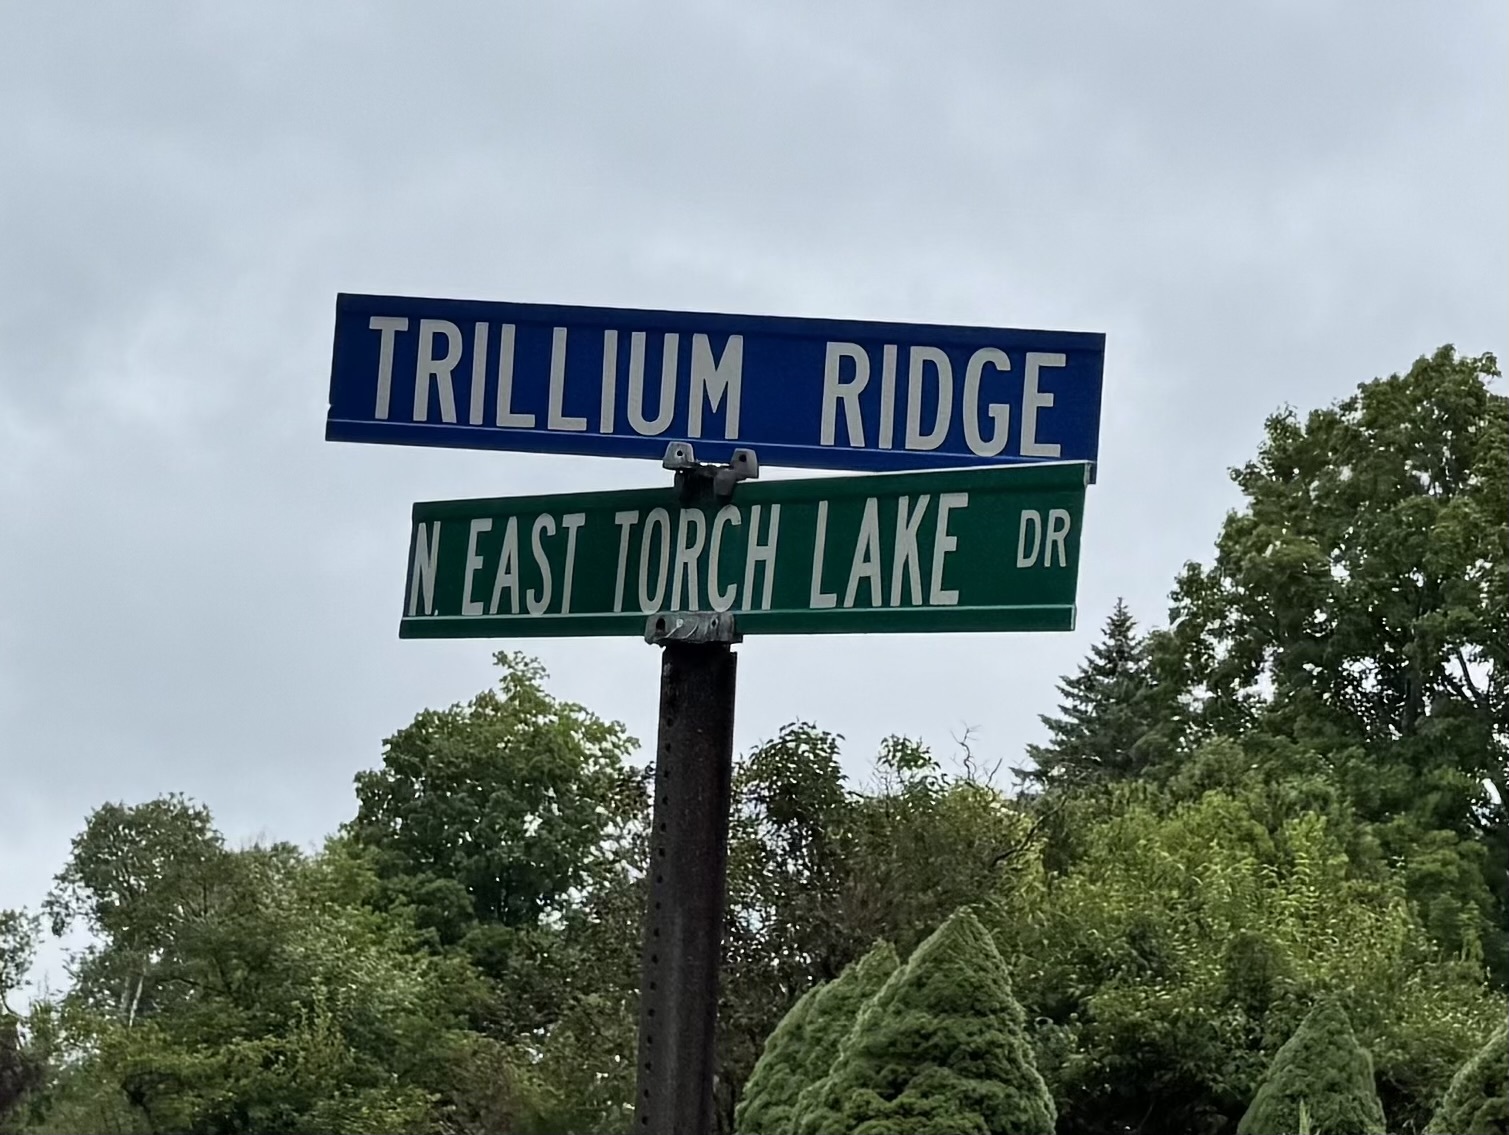 TRILLIUM RIDGE
N. EAST TORCH LAKE DR